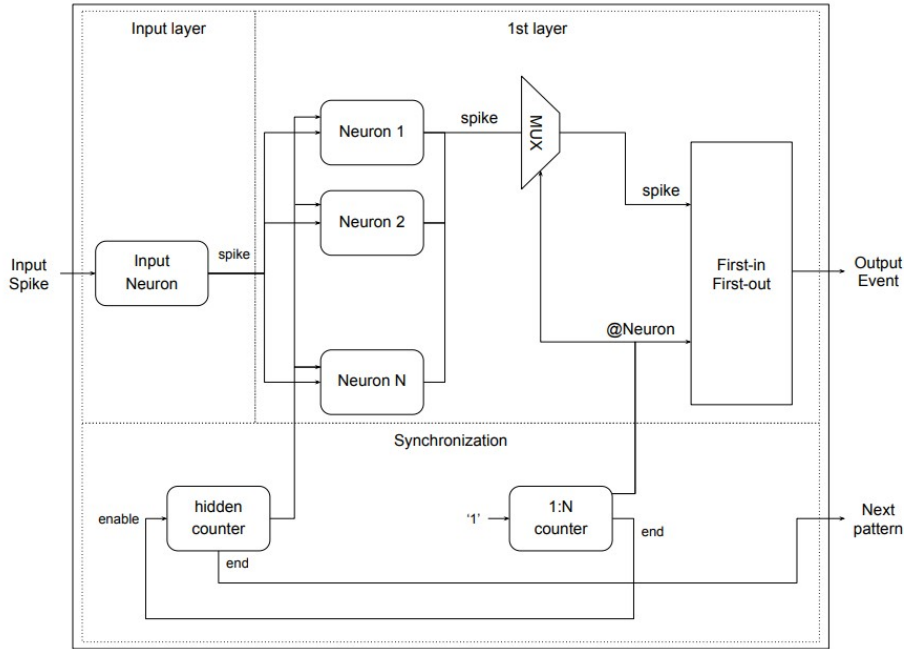 Input layer
1st layer
Neuron 1
spike
MUX
Neuron 2
spike
Input
Spike
Input
Neuron
spike
First-in
First-out
Output
Event
@Neuron
Neuron N
Synchronization
enable
hidden
counter
end
'1'
1:N
counter
end
Next
pattern